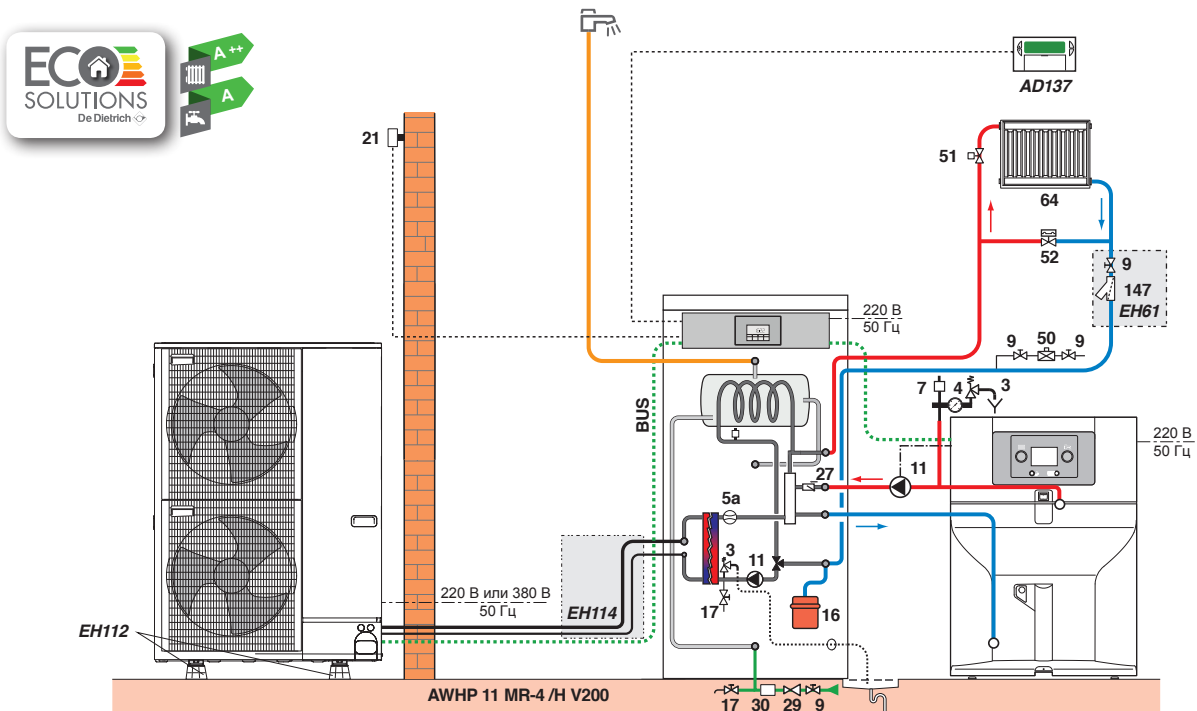 ECO
SOLUTIONS
De Dietrich
A ++
A
AD137
21
51
64
52
9
147
EH61
220 В
50 Гц
9 50 9
7 4 3
BUS
220 В
50 Гц
27
11
5a
3
11
17
16
220 В или 380 В
50 Гц
EH114
EH112
AWHP 11 MR-4 /H V200
17 30 29 9